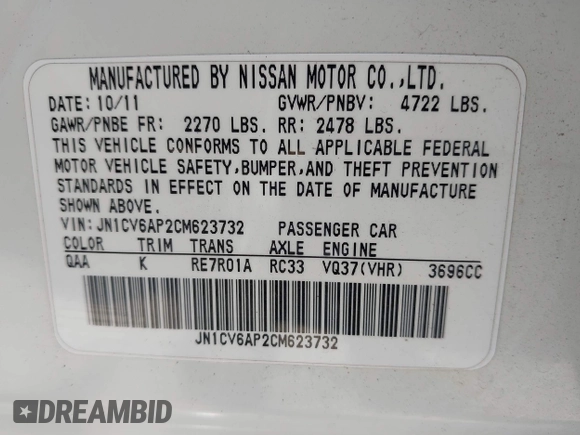 MANUFACTURED BY NISSAN MOTOR CO.,LTD.
DATE: 10/11 GVWR/PNBV: 4722 LBS.
GAWR/PNBE FR: 2270 LBS. RR: 2478 LBS.
THIS VEHICLE CONFORMS TO ALL APPLICABLE FEDERAL
MOTOR VEHICLE SAFETY,BUMPER,AND THEFT PREVENTION
STANDARDS IN EFFECT ON THE DATE OF MANUFACTURE
SHOWN ABOVE.
VIN: JN1CV6AP2CM623732 PASSENGER CAR
COLOR TRIM TRANS AXLE ENGINE
QAA K RE7R01A RC33 VQ37(VHR) 3696CC
JN1CV6AP2CM623732
DREAMBID